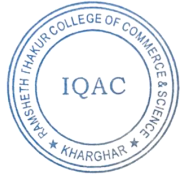 RAMSHETH THAKUR COLLEGE OF COMMERCE & SCIENCE
IQAC
★ KHARGHAR ★